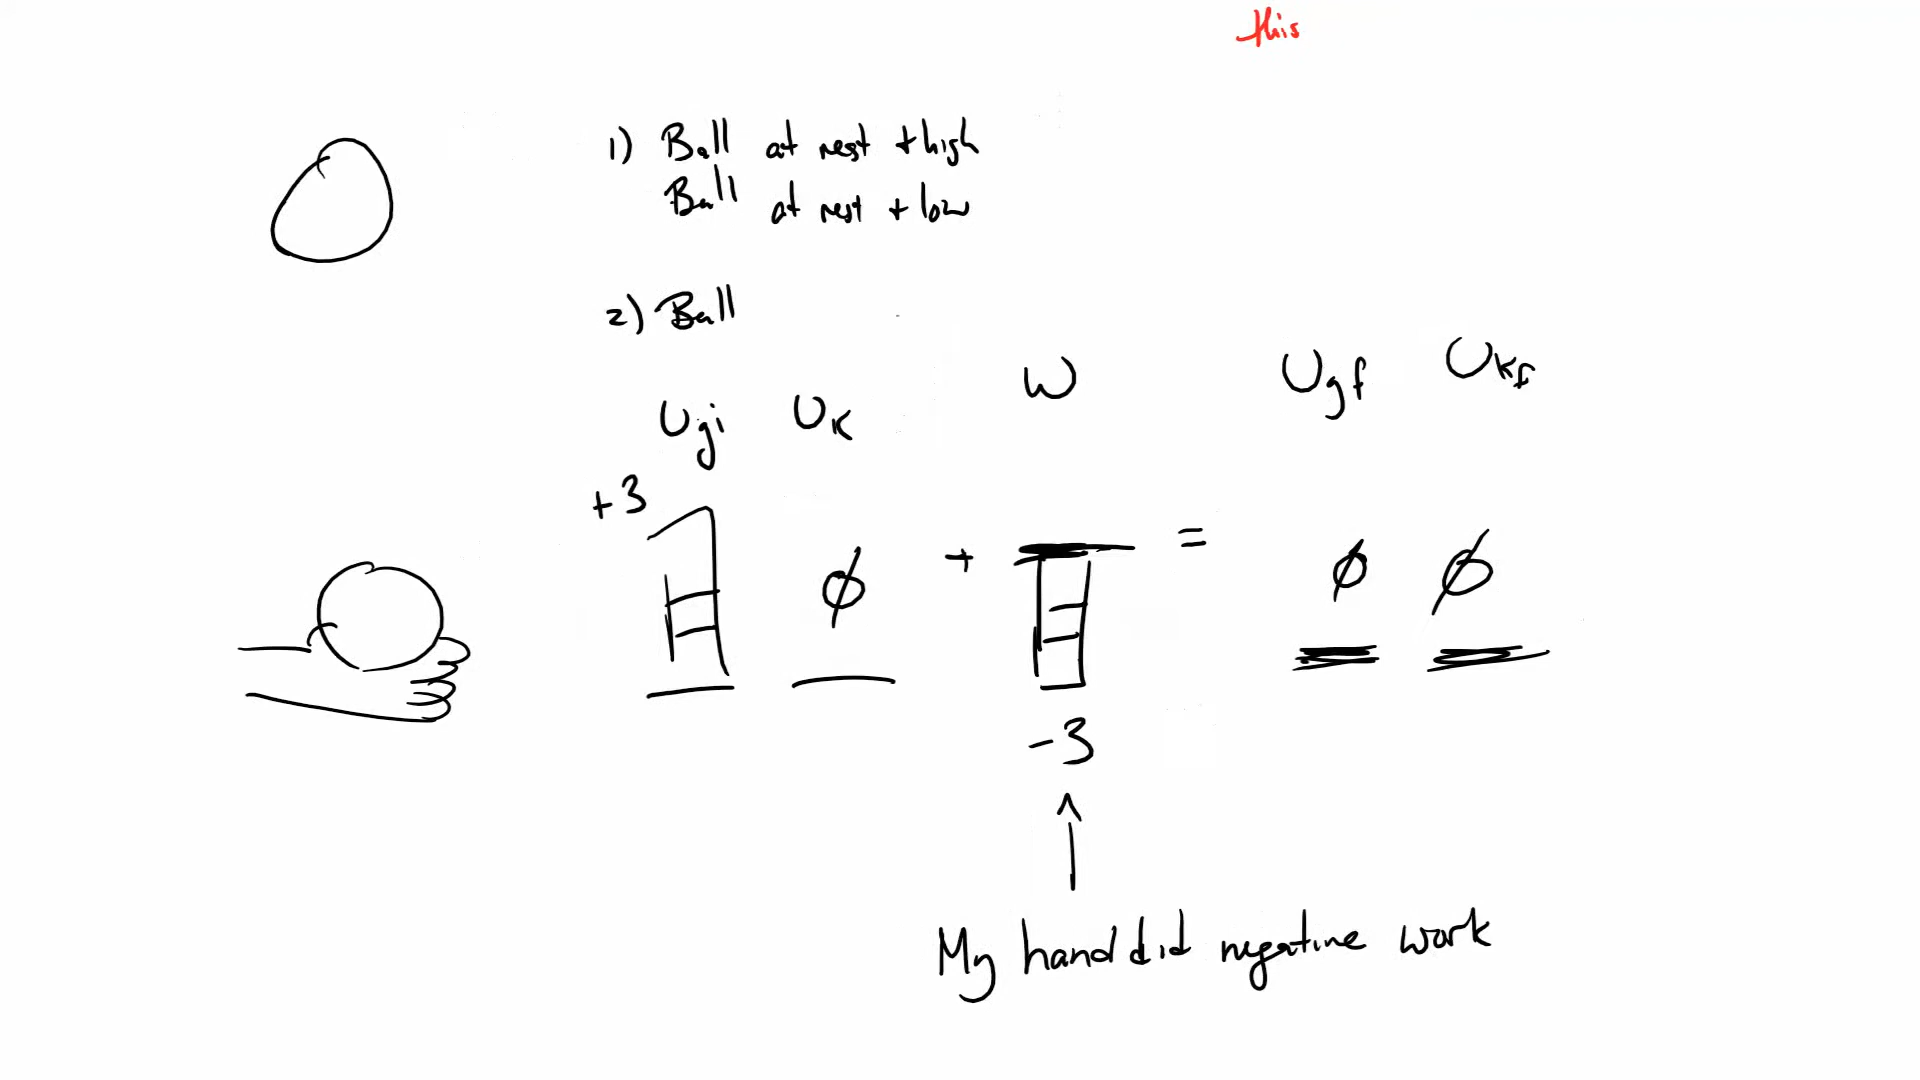 this
1) Ball at rest + high
Ball at rest + low
2) Ball
Ugi UK W Ugf UKf
+3
ϕ + = ϕ ϕ
-3
My hand did negative work